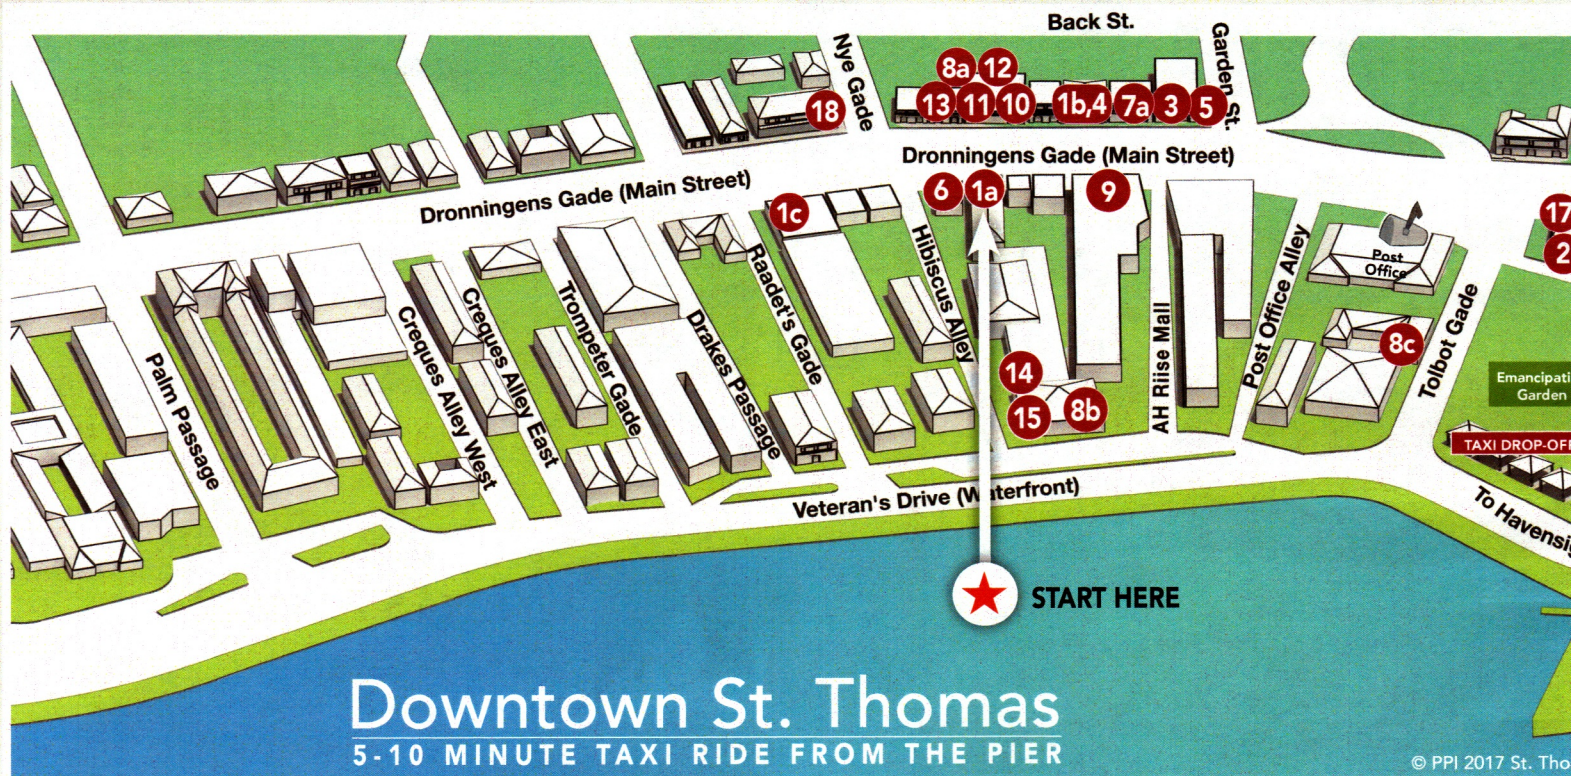 Back St.
Nye Gade
Garden St.
8a
12
13
11
10
1b,4
7a
3
5
18
Dronningens Gade (Main Street)
Dronningens Gade (Main Street)
6
1a
9
1c
17
2
Post
Office
Palm Passage
Creques Alley West
Creques Alley East
Trompeter Gade
Drakes Passage
Raadet's Gade
Hibiscus Alley
AH Riise Mall
Post Office Alley
Tolbot Gade
8c
14
15
8b
Emancipati
Garden
TAXI DROP-OFF
To Havensig
Veteran's Drive (Waterfront)
START HERE
Downtown St. Thomas
5-10 MINUTE TAXI RIDE FROM THE PIER
© PPI 2017 St. Tho